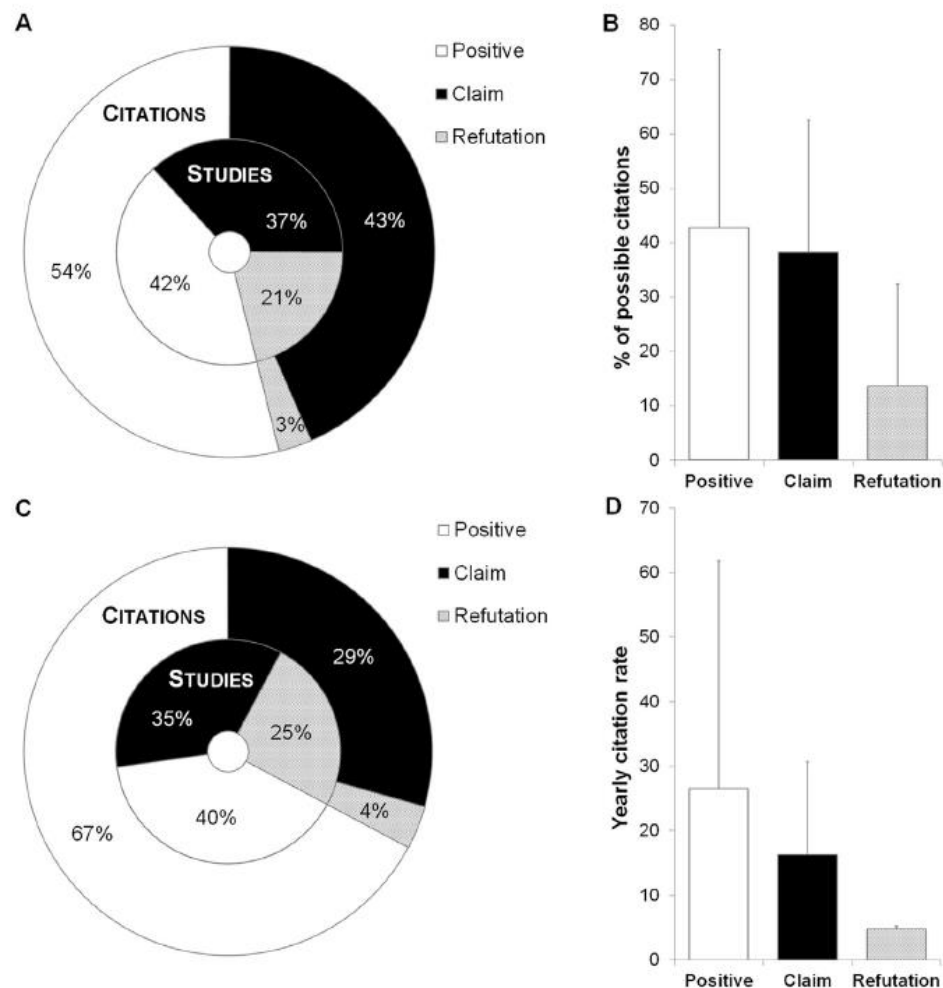 A
Positive
Claim
Refutation
CITATIONS
STUDIES
37%
43%
54%
42%
21%
3%
B
% of possible citations
80
70
60
50
40
30
20
10
0
Positive Claim Refutation
C
Positive
Claim
Refutation
CITATIONS
STUDIES
29%
35%
25%
4%
40%
67%
D
Yearly citation rate
70
60
50
40
30
20
10
0
Positive Claim Refutation